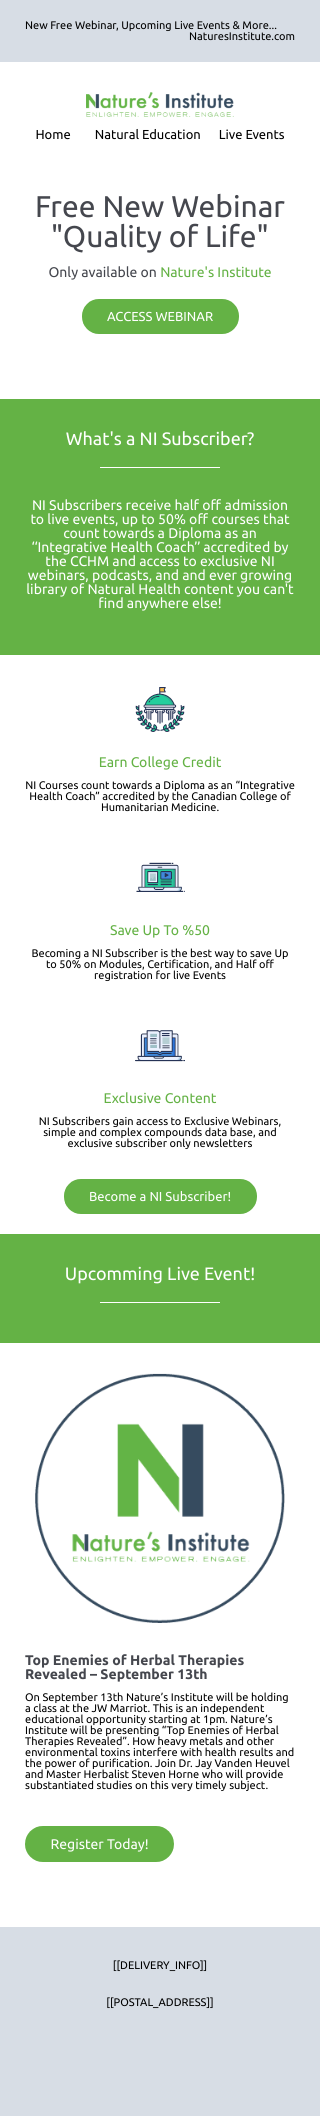 New Free Webinar, Upcoming Live Events & More...
NaturesInstitute.com
Nature's Institute
ENLIGHTEN. EMPOWER. ENGAGE.
Home Natural Education Live Events
Free New Webinar
"Quality of Life"
Only available on Nature's Institute
ACCESS WEBINAR
What's a NI Subscriber?
NI Subscribers receive half off admission
to live events, up to 50% off courses that
count towards a Diploma as an
“Integrative Health Coach” accredited by
the CCHM and access to exclusive NI
webinars, podcasts, and and ever growing
library of Natural Health content you can't
find anywhere else!
Earn College Credit
NI Courses count towards a Diploma as an “Integrative
Health Coach” accredited by the Canadian College of
Humanitarian Medicine.
Save Up To %50
Becoming a NI Subscriber is the best way to save Up
to 50% on Modules, Certification, and Half off
registration for live Events
Exclusive Content
NI Subscribers gain access to Exclusive Webinars,
simple and complex compounds data base, and
exclusive subscriber only newsletters
Become a NI Subscriber!
Upcomming Live Event!
N
Nature's Institute
ENLIGHTEN. EMPOWER. ENGAGE.
Top Enemies of Herbal Therapies
Revealed – September 13th
On September 13th Nature's Institute will be holding
a class at the JW Marriot. This is an independent
educational opportunity starting at 1pm. Nature's
Institute will be presenting “Top Enemies of Herbal
Therapies Revealed”. How heavy metals and other
environmental toxins interfere with health results and
the power of purification. Join Dr. Jay Vanden Heuvel
and Master Herbalist Steven Horne who will provide
substantiated studies on this very timely subject.
Register Today!
[[DELIVERY_INFO]]
[[POSTAL_ADDRESS]]